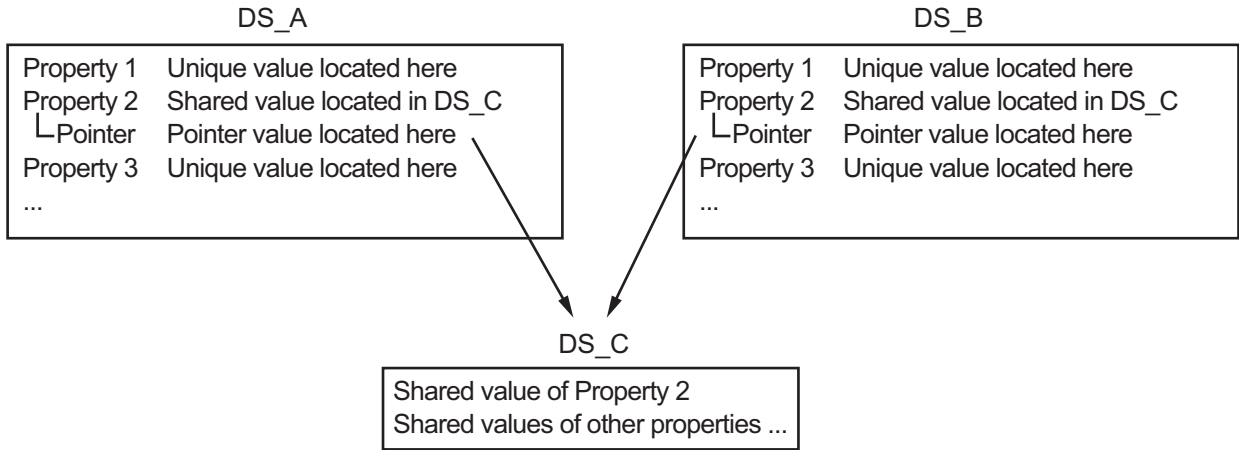 DS_A
Property 1 Unique value located here
Property 2 Shared value located in DS_C
Pointer Pointer value located here
Property 3 Unique value located here
...
DS_B
Property 1 Unique value located here
Property 2 Shared value located in DS_C
Pointer Pointer value located here
Property 3 Unique value located here
...
DS_C
Shared value of Property 2
Shared values of other properties ...